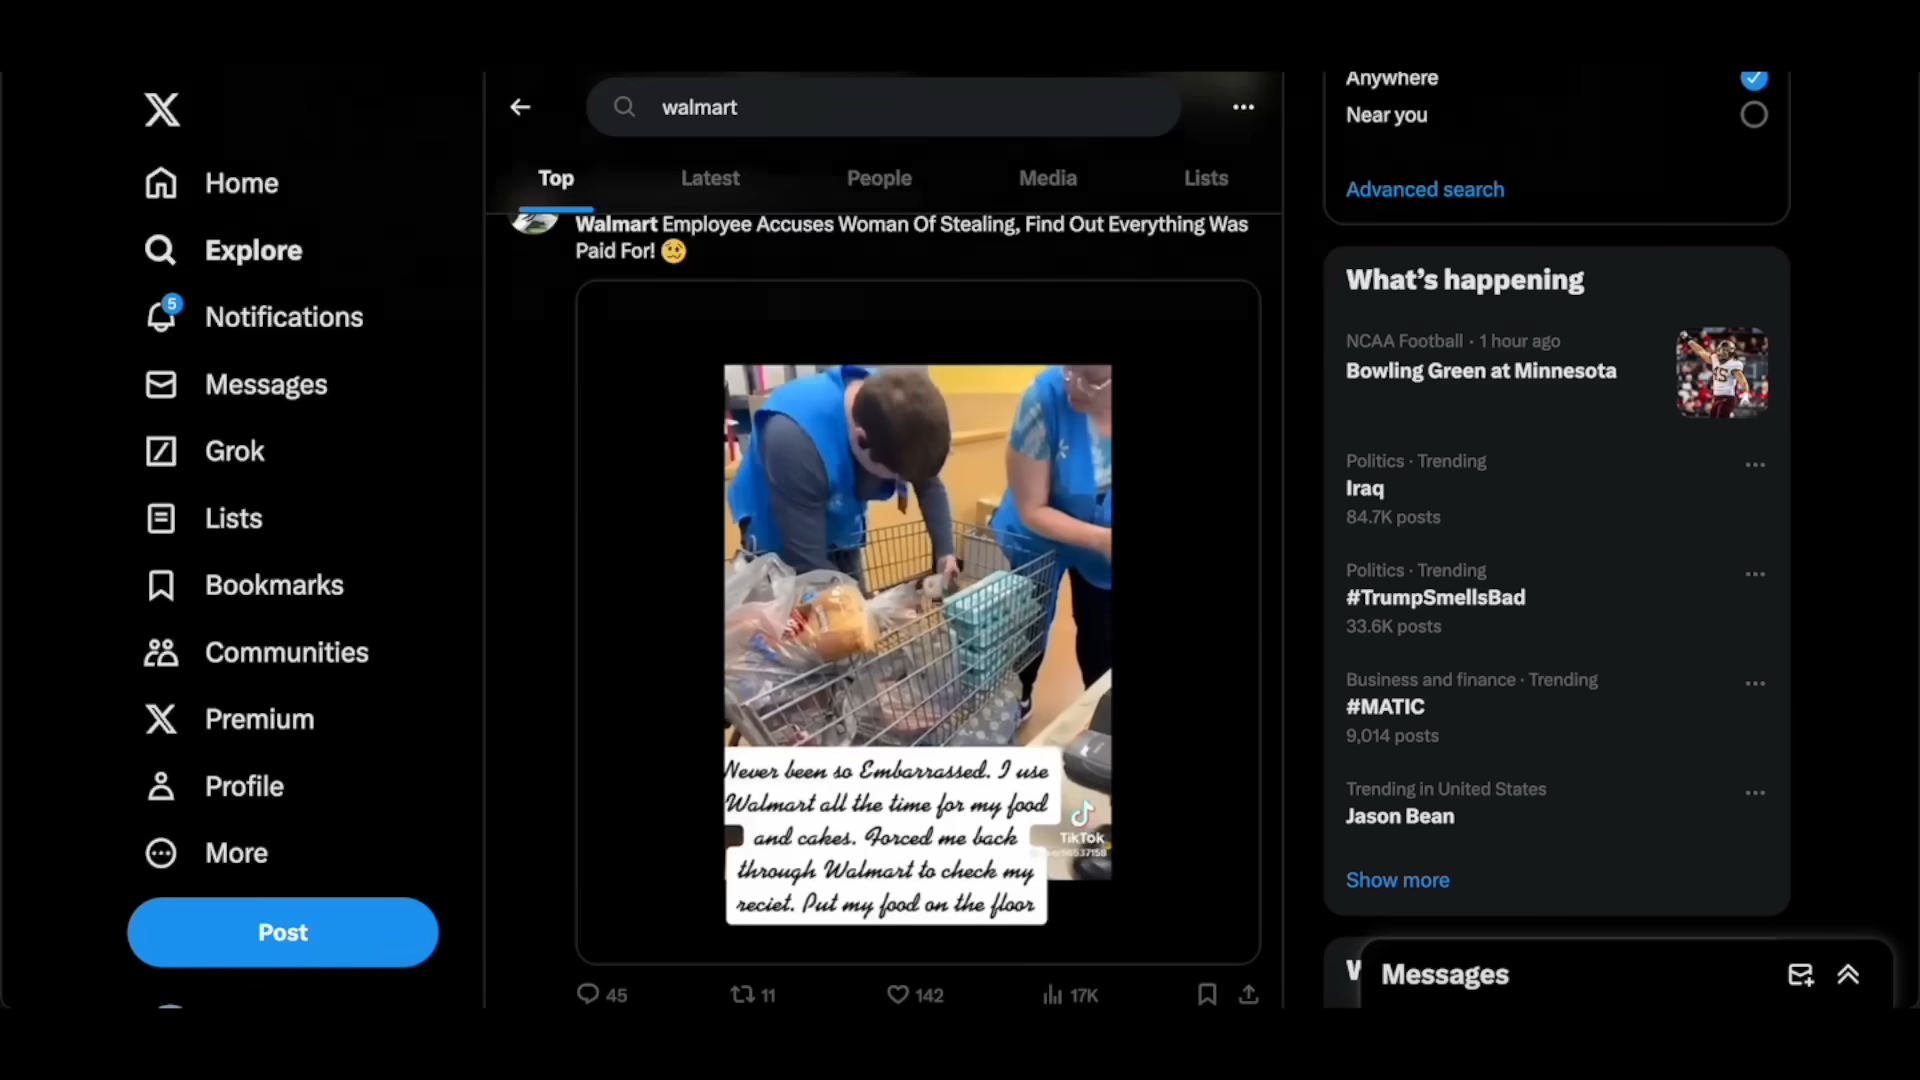 walmart
Top
Latest
People
Media
Lists
Home
Explore
5
Notifications
Messages
Grok
Lists
Bookmarks
Communities
Premium
Profile
More
Post
Walmart Employee Accuses Woman Of Stealing, Find Out Everything Was
Paid For! 🥴
Never been so Embarrassed. I use
Walmart all the time for my food
and cakes. Forced me back
through Walmart to check my
reciet. Put my food on the floor
TikTok
45
11
142
17K
Anywhere
Near you
Advanced search
What's happening
NCAA Football · 1 hour ago
Bowling Green at Minnesota
Politics · Trending
Iraq
84.7K posts
Politics · Trending
#TrumpSmellsBad
33.6K posts
Business and finance · Trending
#MATIC
9,014 posts
Trending in United States
Jason Bean
Show more
Messages